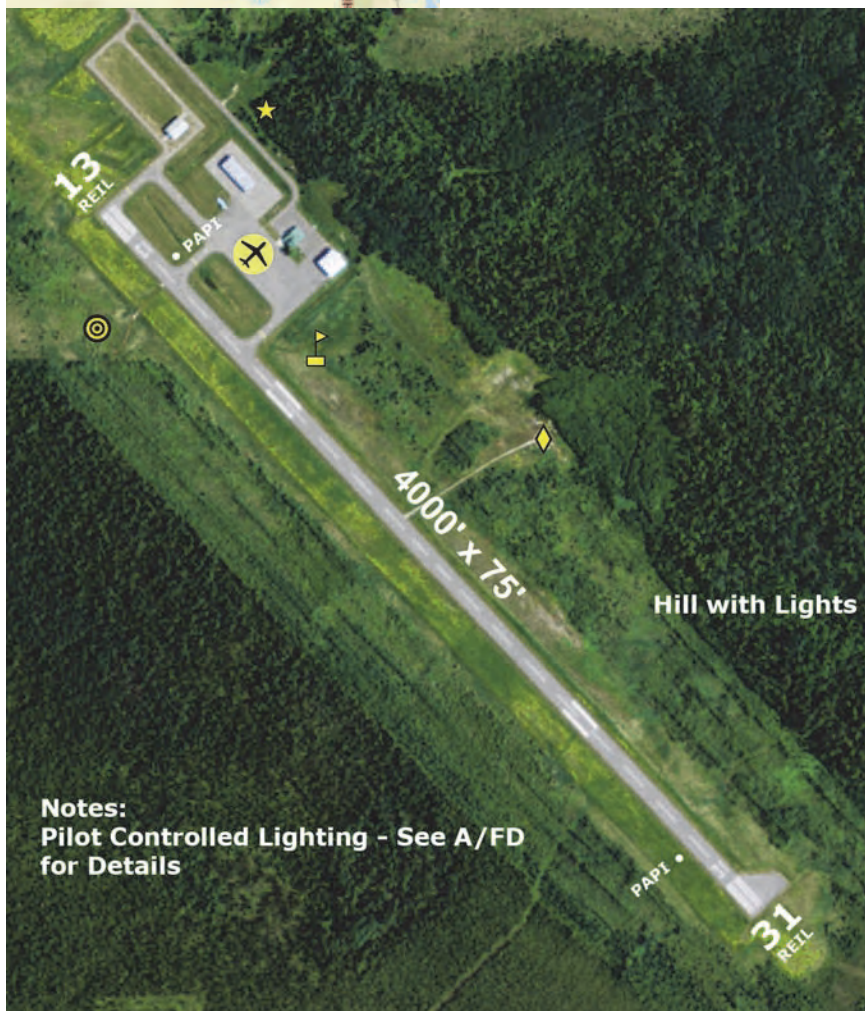 13
REIL
PAPI
4000' x 75'
Hill with Lights
Notes:
Pilot Controlled Lighting - See A/FD
for Details
PAPI
31
REIL